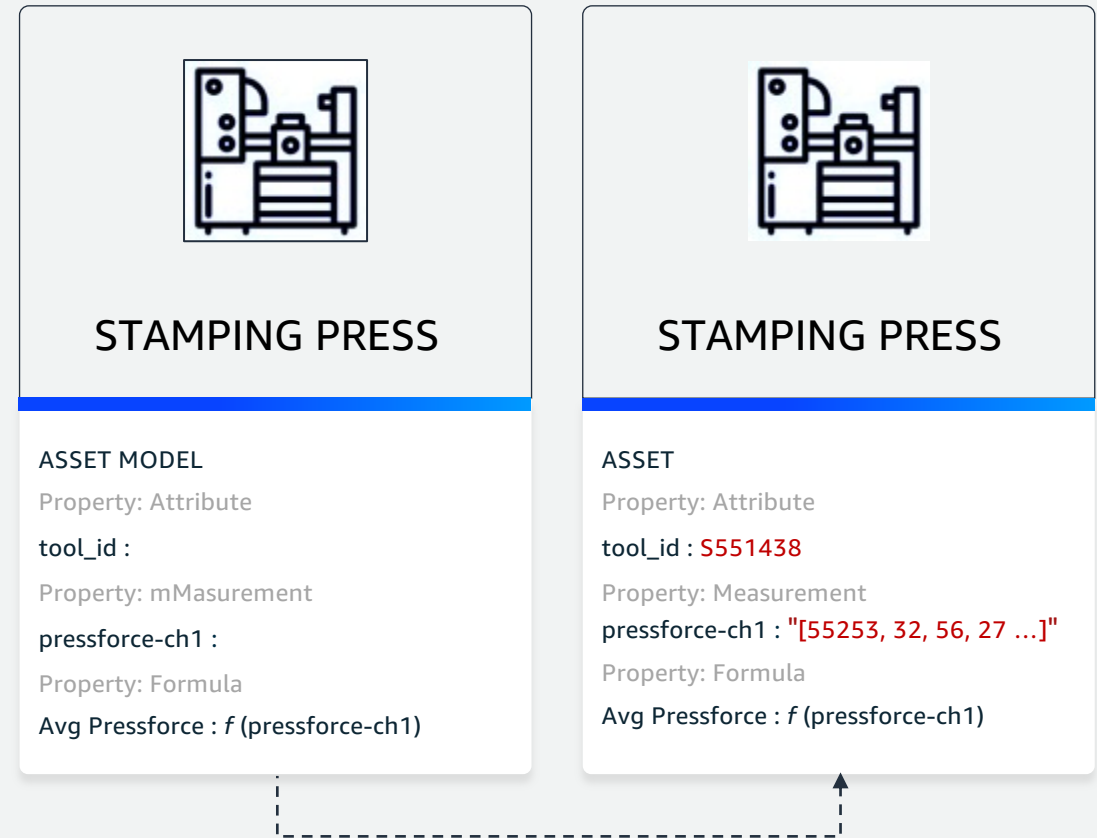 STAMPING PRESS
ASSET MODEL
Property: Attribute
tool_id :
Property: mMasurement
pressforce-ch1 :
Property: Formula
Avg Pressforce : f (pressforce-ch1)
STAMPING PRESS
ASSET
Property: Attribute
tool_id : S551438
Property: Measurement
pressforce-ch1 : "[55253, 32, 56, 27 ...]"
Property: Formula
Avg Pressforce : f (pressforce-ch1)